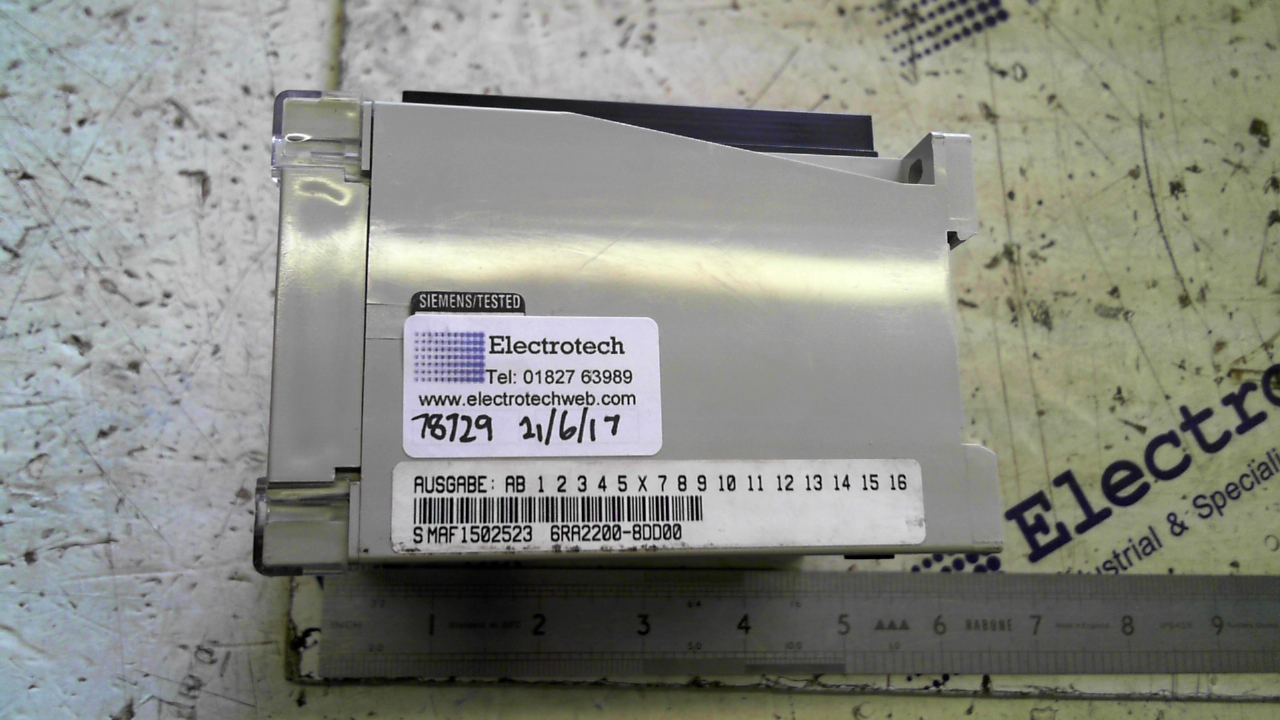 SIEMENS/TESTED
Electrotech
Tel: 01827 63989
www.electrotechweb.com
78729 21/6/17
AUSGABE: AB 1 2 3 4 5 X 7 8 9 10 11 12 13 14 15 16
S MAF1502523 6RA2200-8DD00
Electro
ustrial & Speciali
1 2 3 4 5 6 RABONE 7 8 9